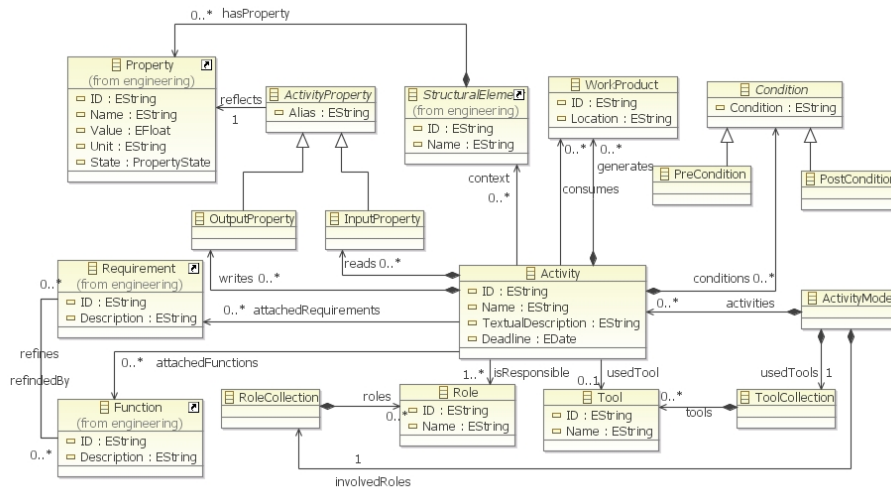 0..* hasProperty
Property
(from engineering)
ID : EString
Name : EString
Value : EFloat
Unit : EString
State : PropertyState
reflects
1
ActivityProperty
Alias : EString
StructuralElement
(from engineering)
ID : EString
Name : EString
WorkProduct
ID : EString
Location : EString
Condition
Condition : EString
0..*
0..*
generates
consumes
context
0..*
PreCondition
PostCondition
OutputProperty
InputProperty
writes 0..*
reads 0..*
Requirement
(from engineering)
ID : EString
Description : EString
0..*
0..* attachedRequirements
Activity
ID : EString
Name : EString
TextualDescription : EString
Deadline : EDate
conditions 0..*
0..*
activities
ActivityModel
refines
refindedBy
0..* attachedFunctions
1..*
isResponsible
0..1
usedTool
usedTools
1
Function
(from engineering)
ID : EString
Description : EString
0..*
RoleCollection
roles
0..*
Role
ID : EString
Name : EString
Tool
ID : EString
Name : EString
0..*
tools
ToolCollection
1
involvedRoles